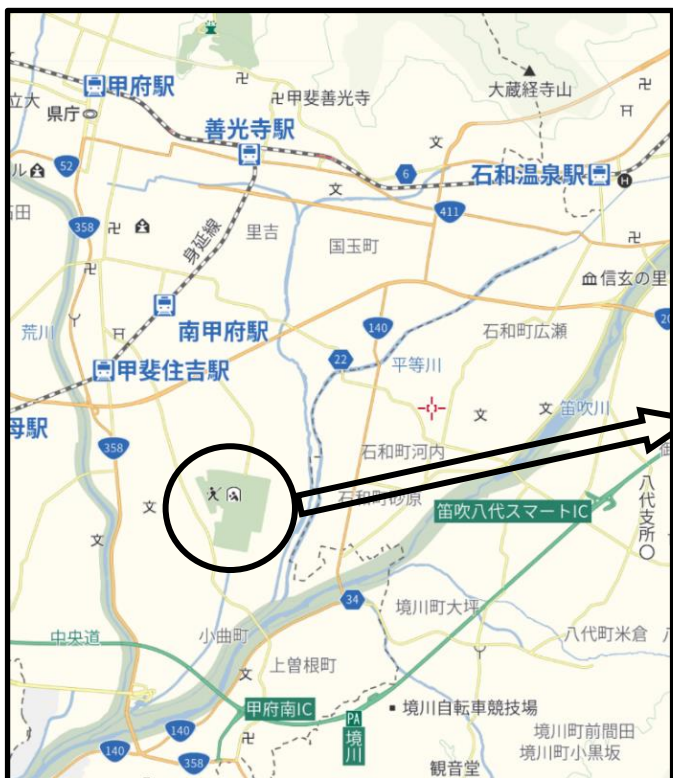 甲府駅
立大
県庁
甲斐善光寺
大蔵経寺山
善光寺駅
石和温泉駅
H
ル
52
6
411
石田
358
身延線
里吉
国玉町
信玄の里
南甲府駅
荒川
140
石和町広瀬
20
22
平等川
甲斐住吉駅
笛吹川
母駅
358
石和町河内
石和町砂原
御
笛吹八代スマートIC
八代支所
34
境川町大坪
中央道
小曲町
八代町米倉
八
上曽根町
甲府南IC
PA
境川
境川自転車競技場
140
140
358
境川町前間田
境川町小黒坂
観音堂